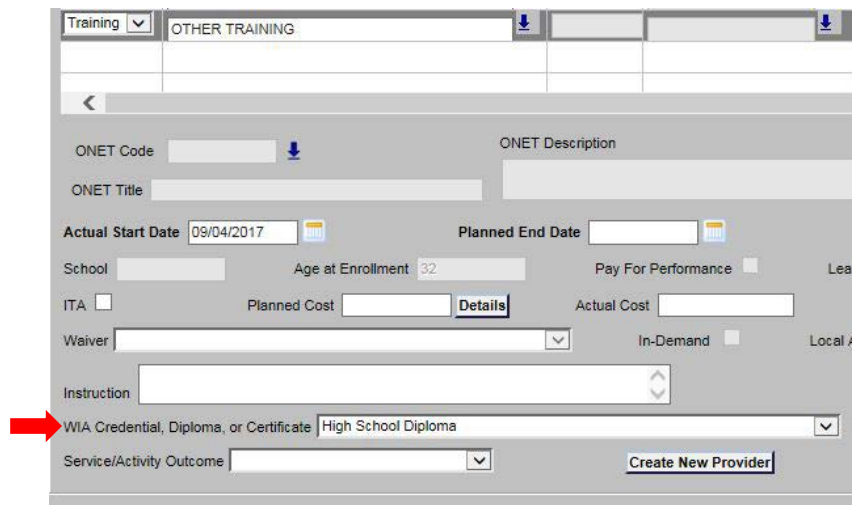 Training OTHER TRAINING
ONET Code
ONET Description
ONET Title
Actual Start Date 09/04/2017 Planned End Date
School Age at Enrollment 32 Pay For Performance Lea
ITA Planned Cost Details Actual Cost
Waiver In-Demand Local A
Instruction
WIA Credential, Diploma, or Certificate High School Diploma
Service/Activity Outcome Create New Provider